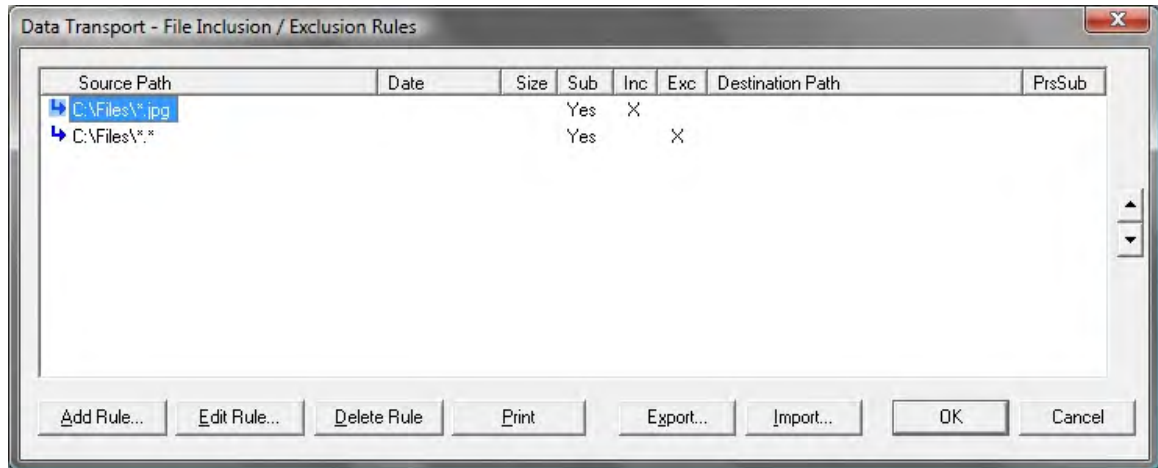 Data Transport - File Inclusion / Exclusion Rules
Source Path Date Size Sub Inc Exc Destination Path PrsSub
C:\Files\*.jpg Yes X
C:\Files\*.* Yes X
Add Rule... Edit Rule... Delete Rule Print Export... Import... OK Cancel